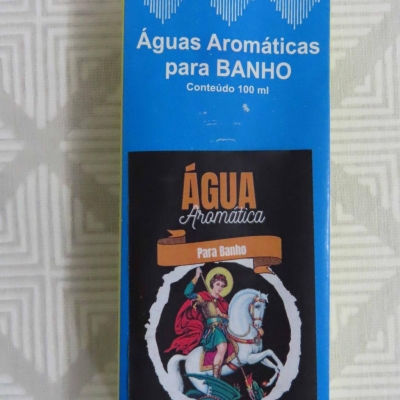 Águas Aromáticas
para BANHO
Conteúdo 100 ml
ÁGUA
Aromática
Para Banho